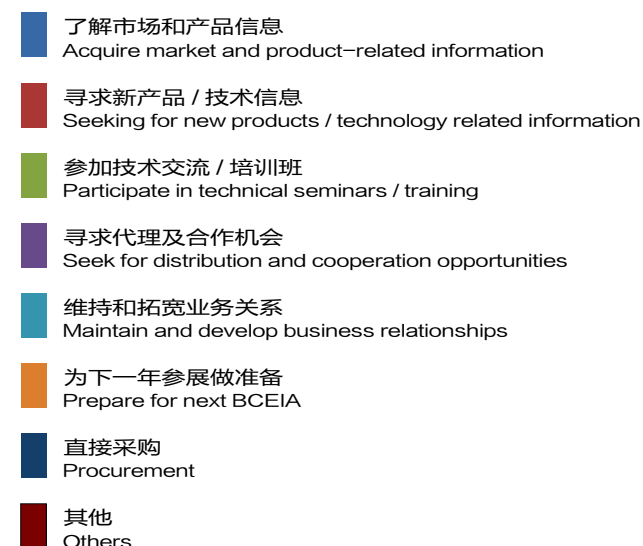 了解市场和产品信息
Acquire market and product-related information
寻求新产品 / 技术信息
Seeking for new products / technology related information
参加技术交流 / 培训班
Participate in technical seminars / training
寻求代理及合作机会
Seek for distribution and cooperation opportunities
维持和拓宽业务关系
Maintain and develop business relationships
为下一年参展做准备
Prepare for next BCEIA
直接采购
Procurement
其他
Others